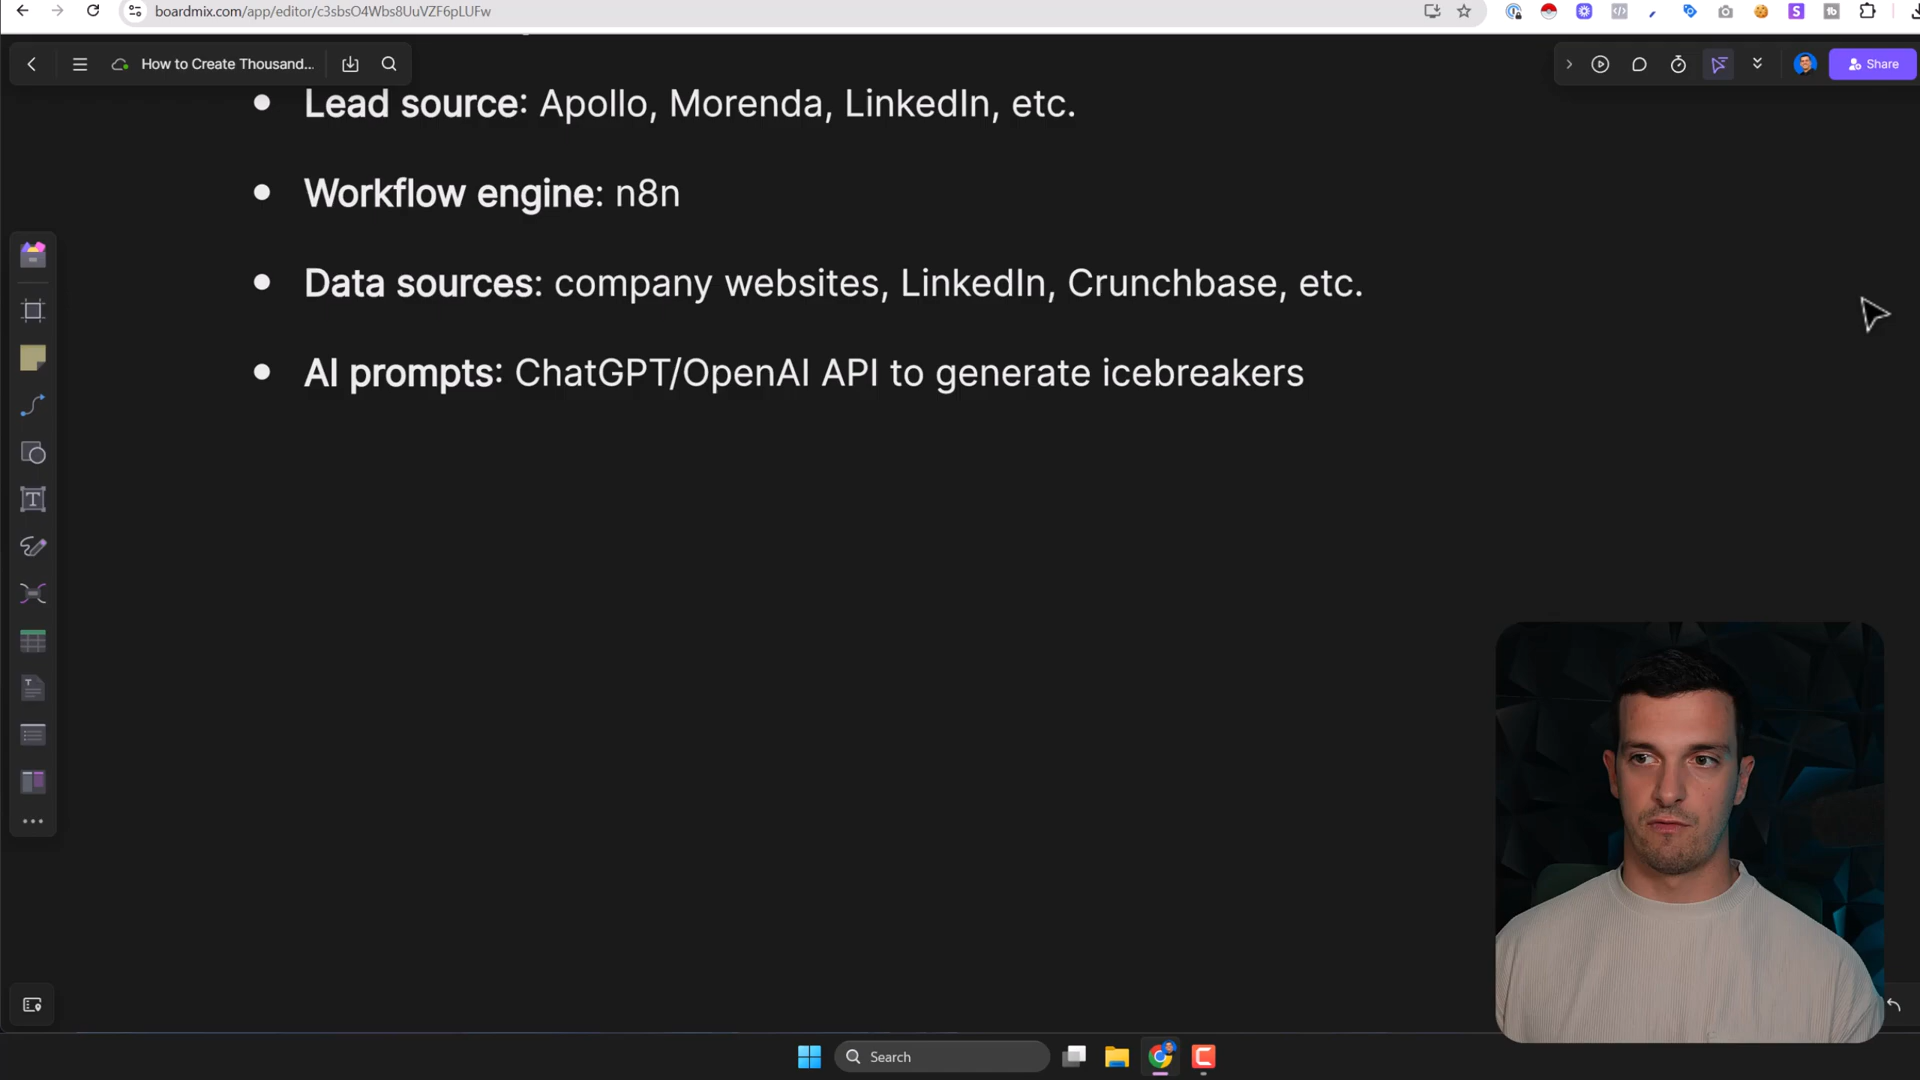 boardmix.com/app/editor/c3sbsO4Wbs8UuVZF6pLUFw
How to Create Thousand...
Share
Lead source: Apollo, Morenda, LinkedIn, etc.
Workflow engine: n8n
Data sources: company websites, LinkedIn, Crunchbase, etc.
AI prompts: ChatGPT/OpenAI API to generate icebreakers
Search